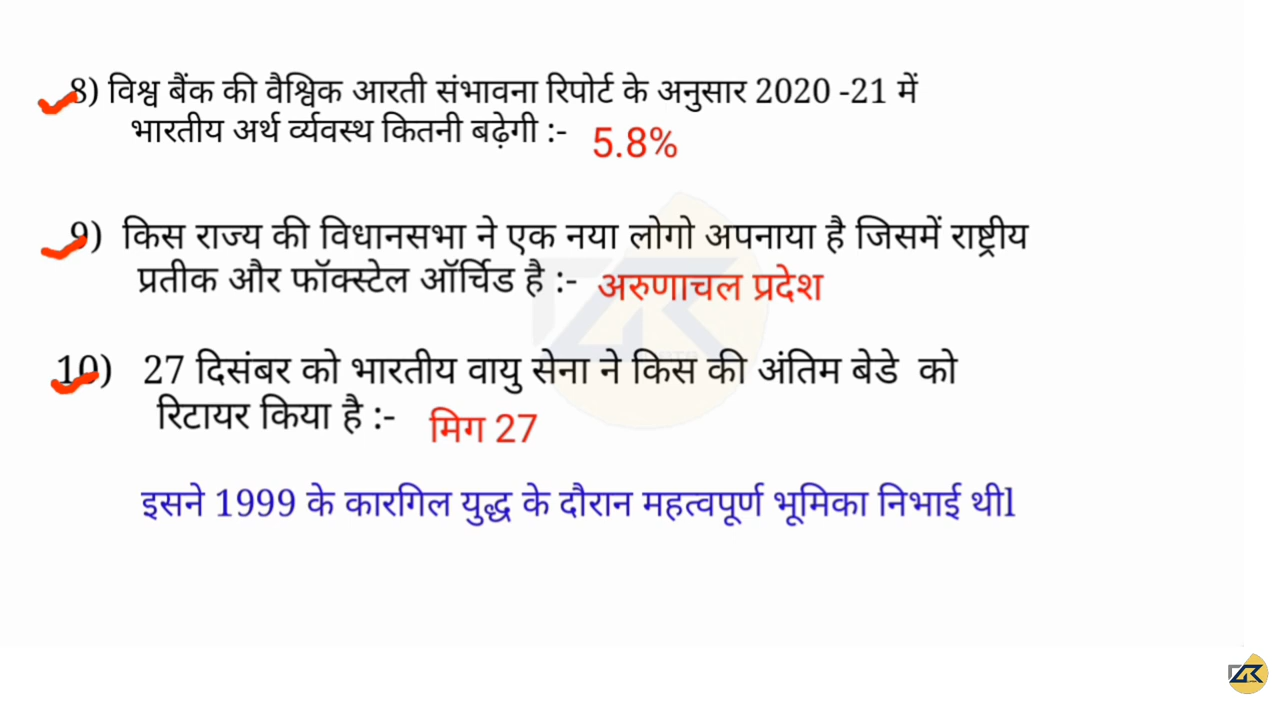 8) विश्व बैंक की वैश्विक आरती संभावना रिपोर्ट के अनुसार 2020 -21 में
भारतीय अर्थ र्व्यवस्थ कितनी बढ़ेगी :- 5.8%
9) किस राज्य की विधानसभा ने एक नया लोगो अपनाया है जिसमें राष्ट्रीय
प्रतीक और फॉक्स्टेल ऑर्चिड है :- अरुणाचल प्रदेश
10) 27 दिसंबर को भारतीय वायु सेना ने किस की अंतिम बेडे को
रिटायर किया है :- मिग 27
इसने 1999 के कारगिल युद्ध के दौरान महत्वपूर्ण भूमिका निभाई थीl